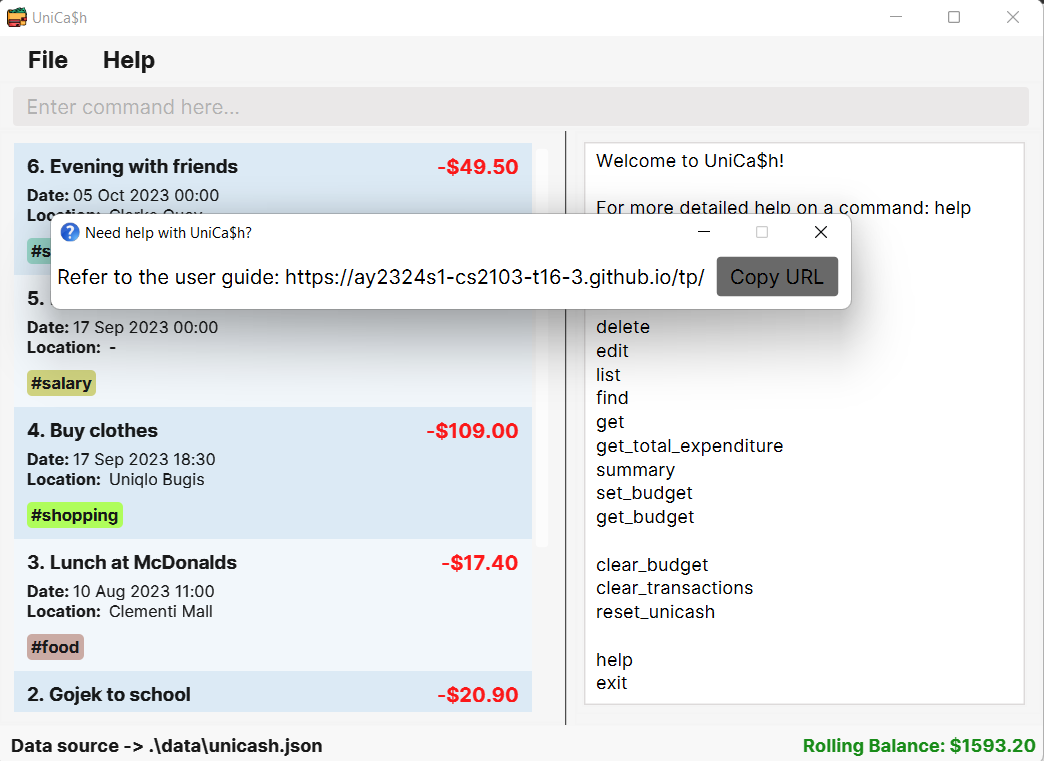 UniCa$h
File Help
Enter command here...
6. Evening with friends -$49.50
Date: 05 Oct 2023 00:00
#s
5.
Date: 17 Sep 2023 00:00
Location: -
#salary
4. Buy clothes -$109.00
Date: 17 Sep 2023 18:30
Location: Uniqlo Bugis
#shopping
3. Lunch at McDonalds -$17.40
Date: 10 Aug 2023 11:00
Location: Clementi Mall
#food
2. Gojek to school -$20.90
Need help with UniCa$h?
Refer to the user guide: https://ay2324s1-cs2103-t16-3.github.io/tp/ Copy URL
Welcome to UniCa$h!
For more detailed help on a command: help
delete
edit
list
find
get
get_total_expenditure
summary
set_budget
get_budget
clear_budget
clear_transactions
reset_unicash
help
exit
Data source -> .\data\unicash.json
Rolling Balance: $1593.20